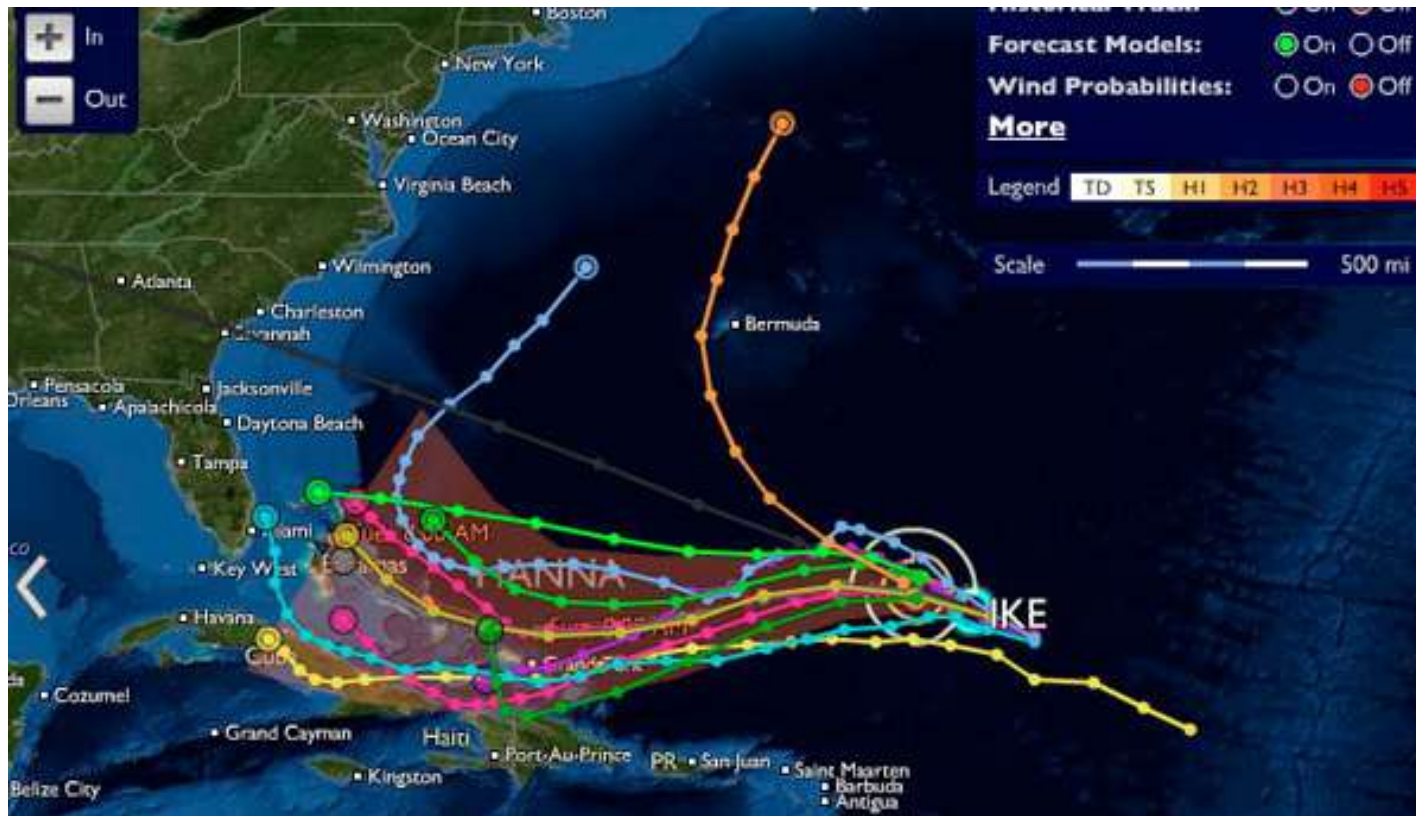 Boston
In
New York
Forecast Models: On Off
Out
Wind Probabilities: On Off
Washington
More
Ocean City
Virginia Beach
Legend TD TS H1 H2 H3 H4 H5
Wilmington
Scale 500 mi
Atlanta
Charleston
Bermuda
Pensacola
Jacksonville
Apalachicola
Daytona Beach
Tampa
AM
HANNA
Key West
IKE
Havana
Cozumel
Grand Cayman
Haiti
Port-Au-Prince
PR San Juan
Saint Maarten
Kingston
Barbuda
Belize City
Antigua